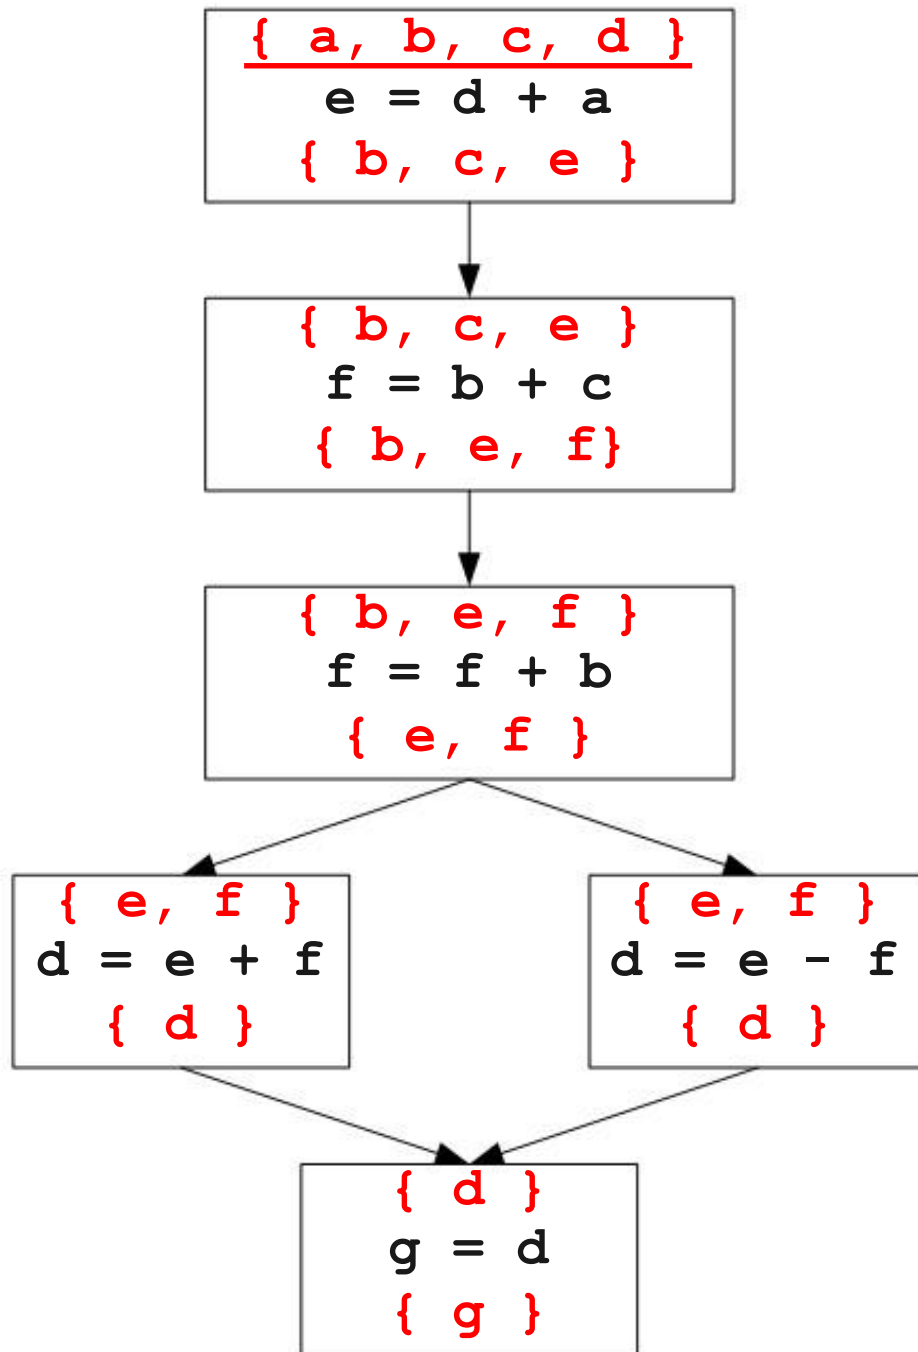 { a, b, c, d }
e = d + a
{ b, c, e }
{ b, c, e }
f = b + c
{ b, e, f}
{ b, e, f }
f = f + b
{ e, f }
{ e, f }
d = e + f
{ d }
{ e, f }
d = e - f
{ d }
{ d }
g = d
{ g }